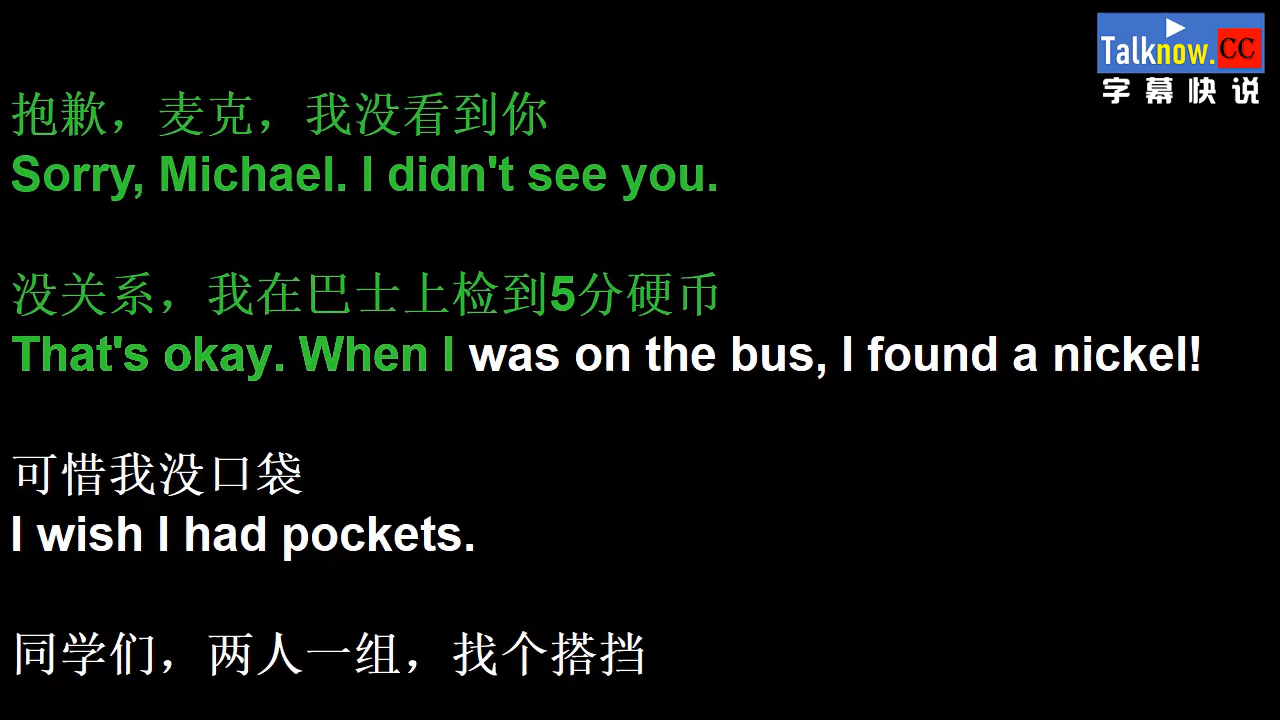 Talknow.CC
字幕快说
抱歉，麦克，我没看到你
Sorry, Michael. I didn't see you.
没关系，我在巴士上检到5分硬币
That's okay. When I was on the bus, I found a nickel!
可惜我没口袋
I wish I had pockets.
同学们，两人一组，找个搭挡